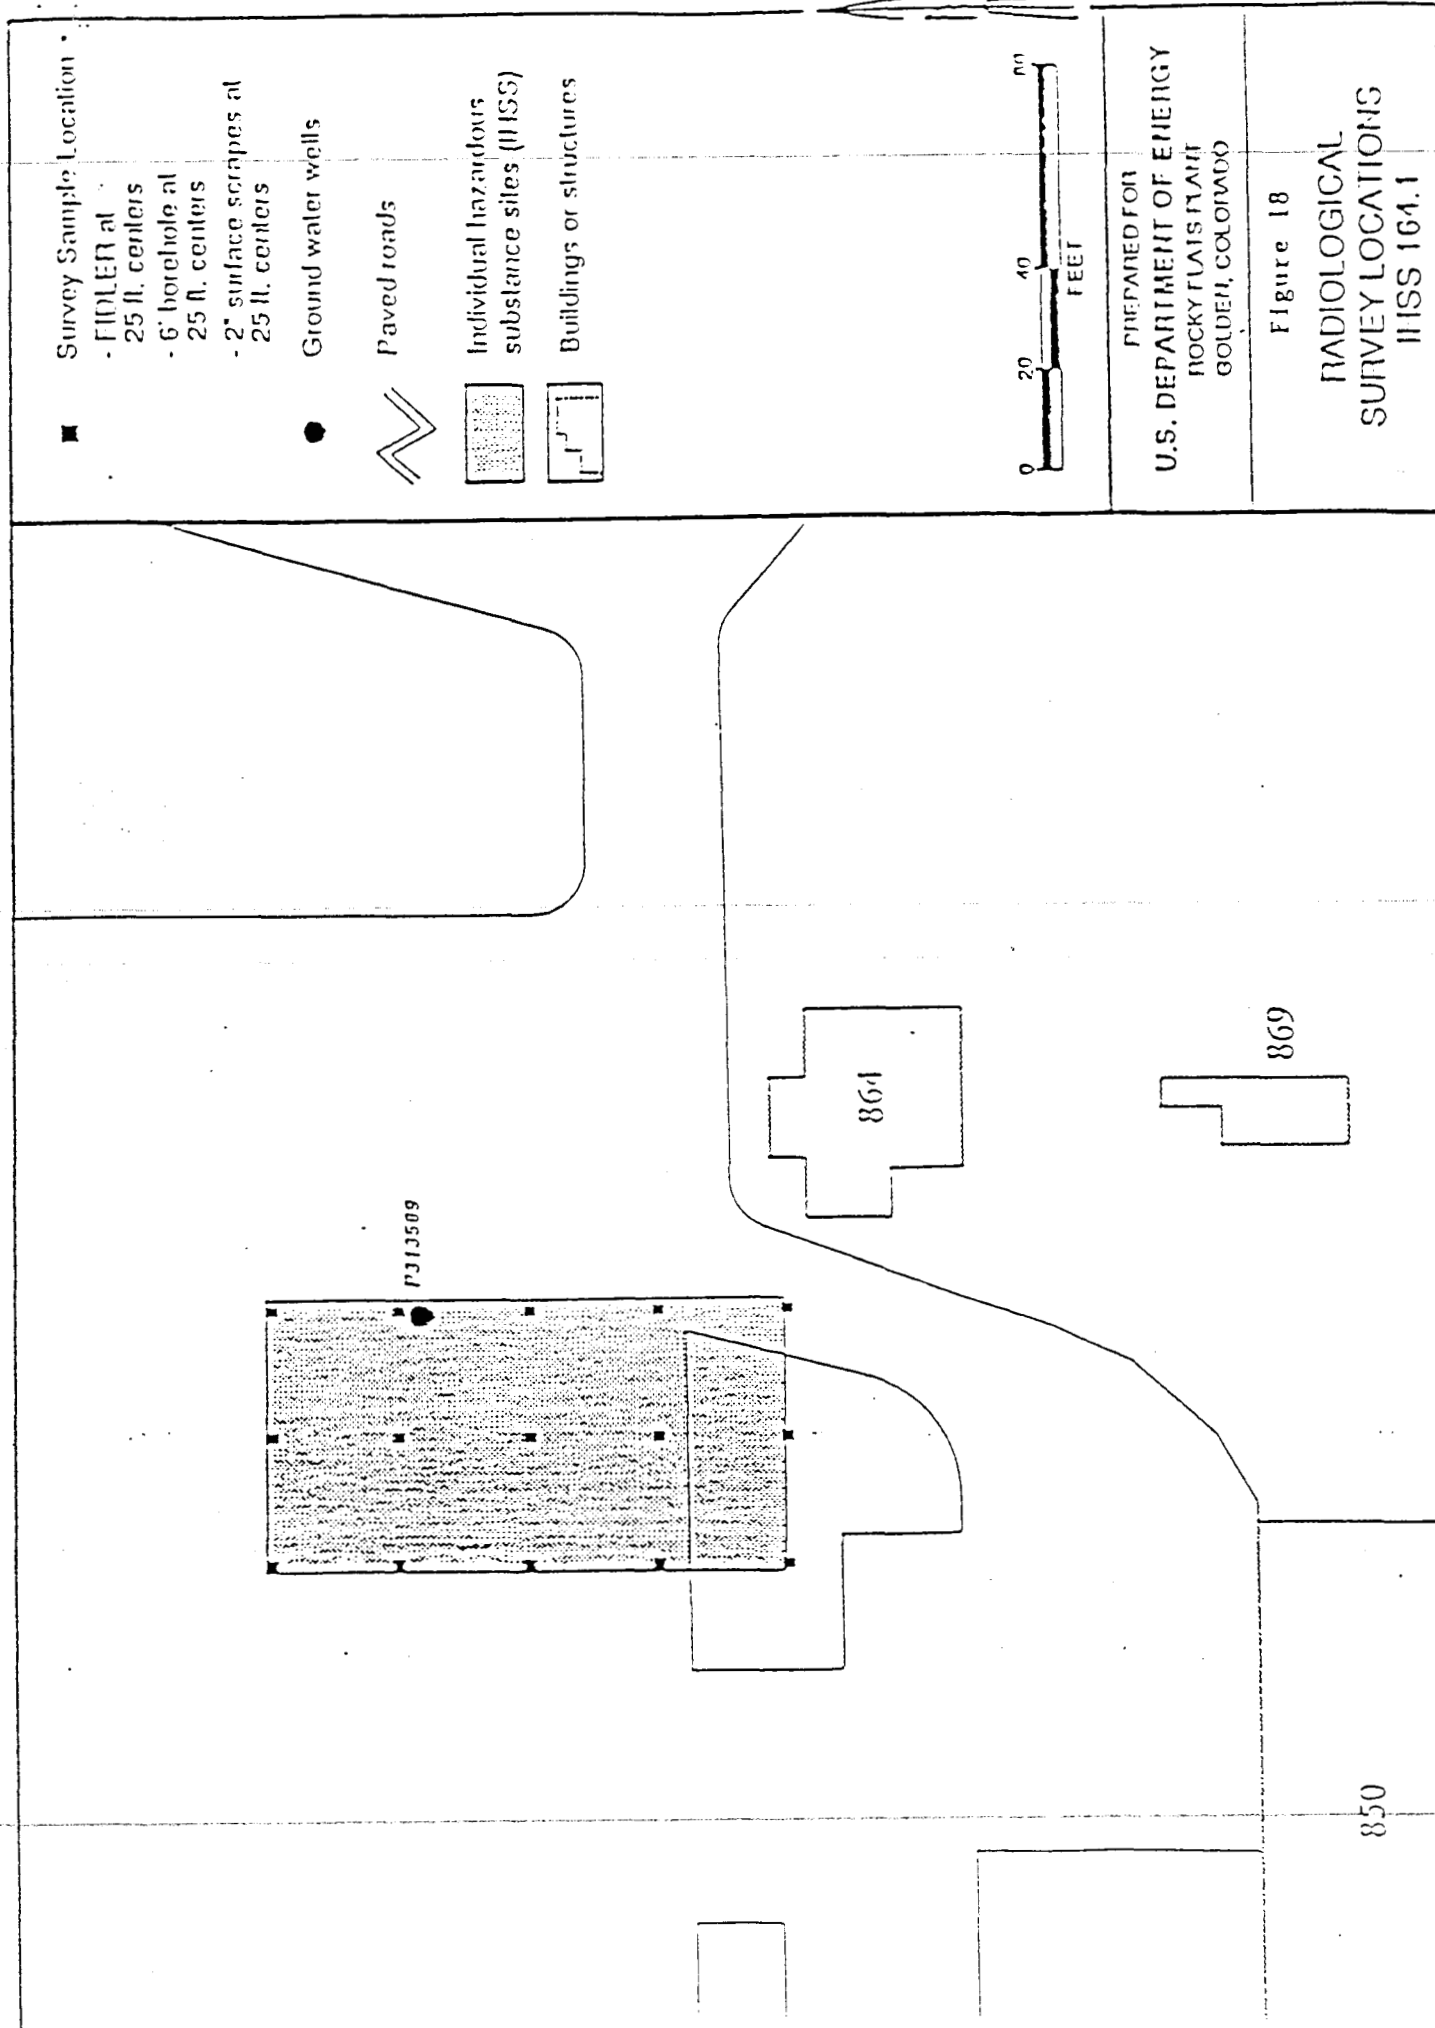 Survey Sample Location
- FIDLER at
25 ft. centers
- 6' borehole at
25 ft. centers
- 2" surface scrapes at
25 ft. centers
Ground water wells
Paved roads
Individual hazardous
substance sites (IHSS)
Buildings or structures
0 20 40 80
FEET
PREPARED FOR
U.S. DEPARTMENT OF ENERGY
ROCKY FLATS PLANT
GOLDEN, COLORADO
Figure 18
RADIOLOGICAL
SURVEY LOCATIONS
IHSS 164.1
P313509
864
869
850